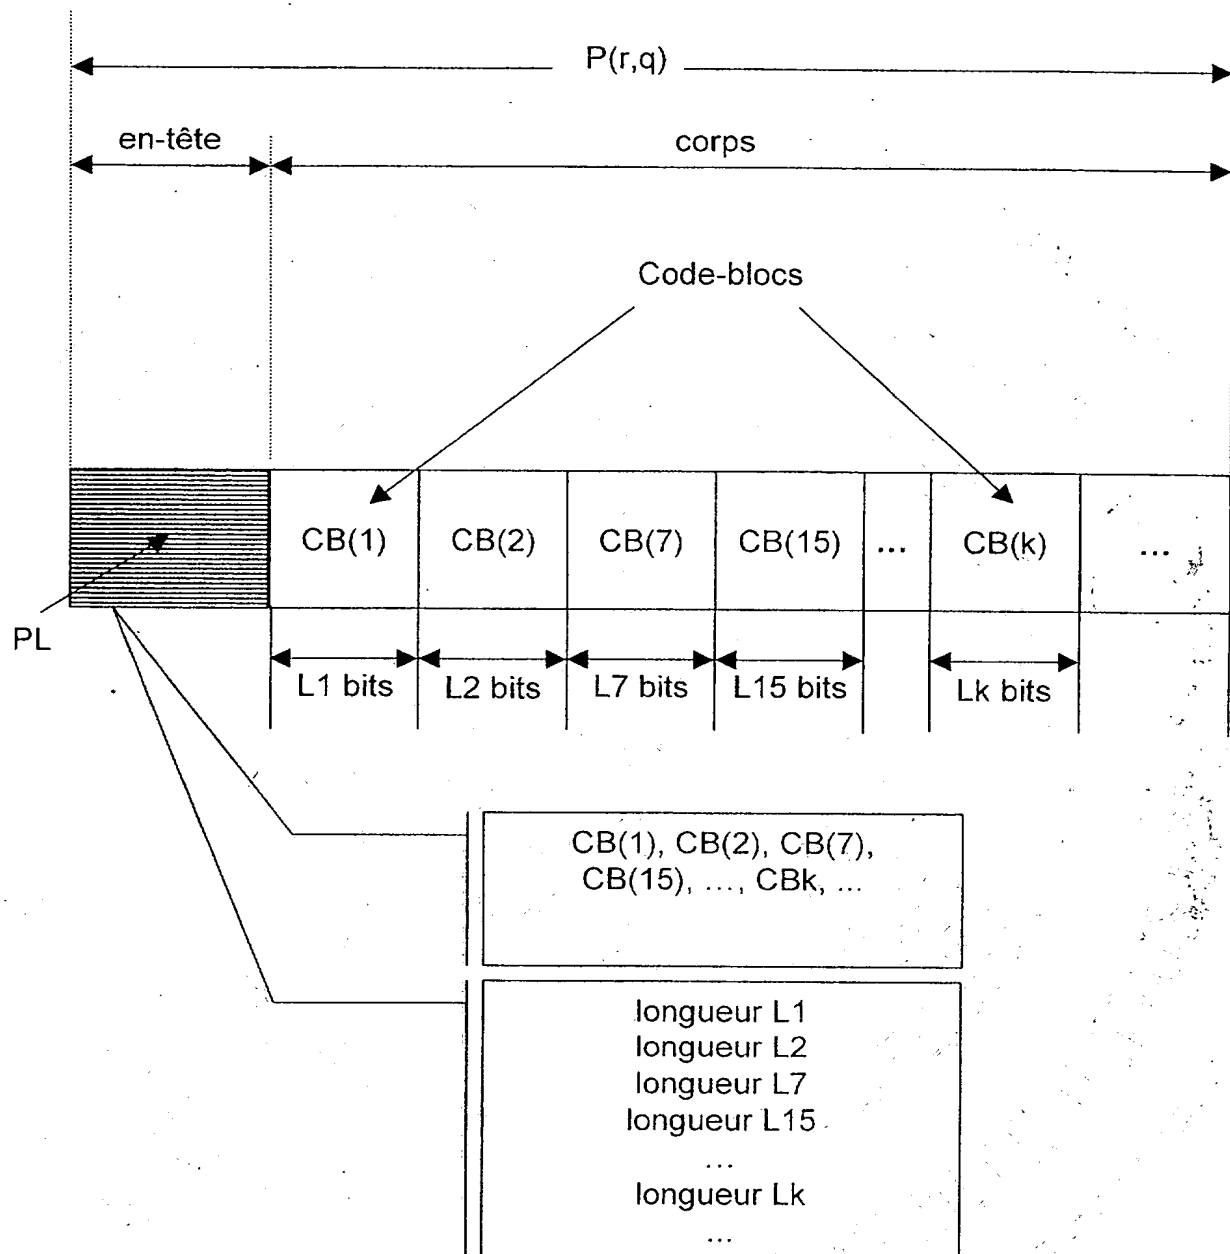 P(r,q)
en-tête
corps
Code-blocs
CB(1)
CB(2)
CB(7)
CB(15)
...
CB(k)
...
PL
L1 bits
L2 bits
L7 bits
L15 bits
Lk bits
CB(1), CB(2), CB(7),
CB(15), ..., CBk, ...
longueur L1
longueur L2
longueur L7
longueur L15
...
longueur Lk
...